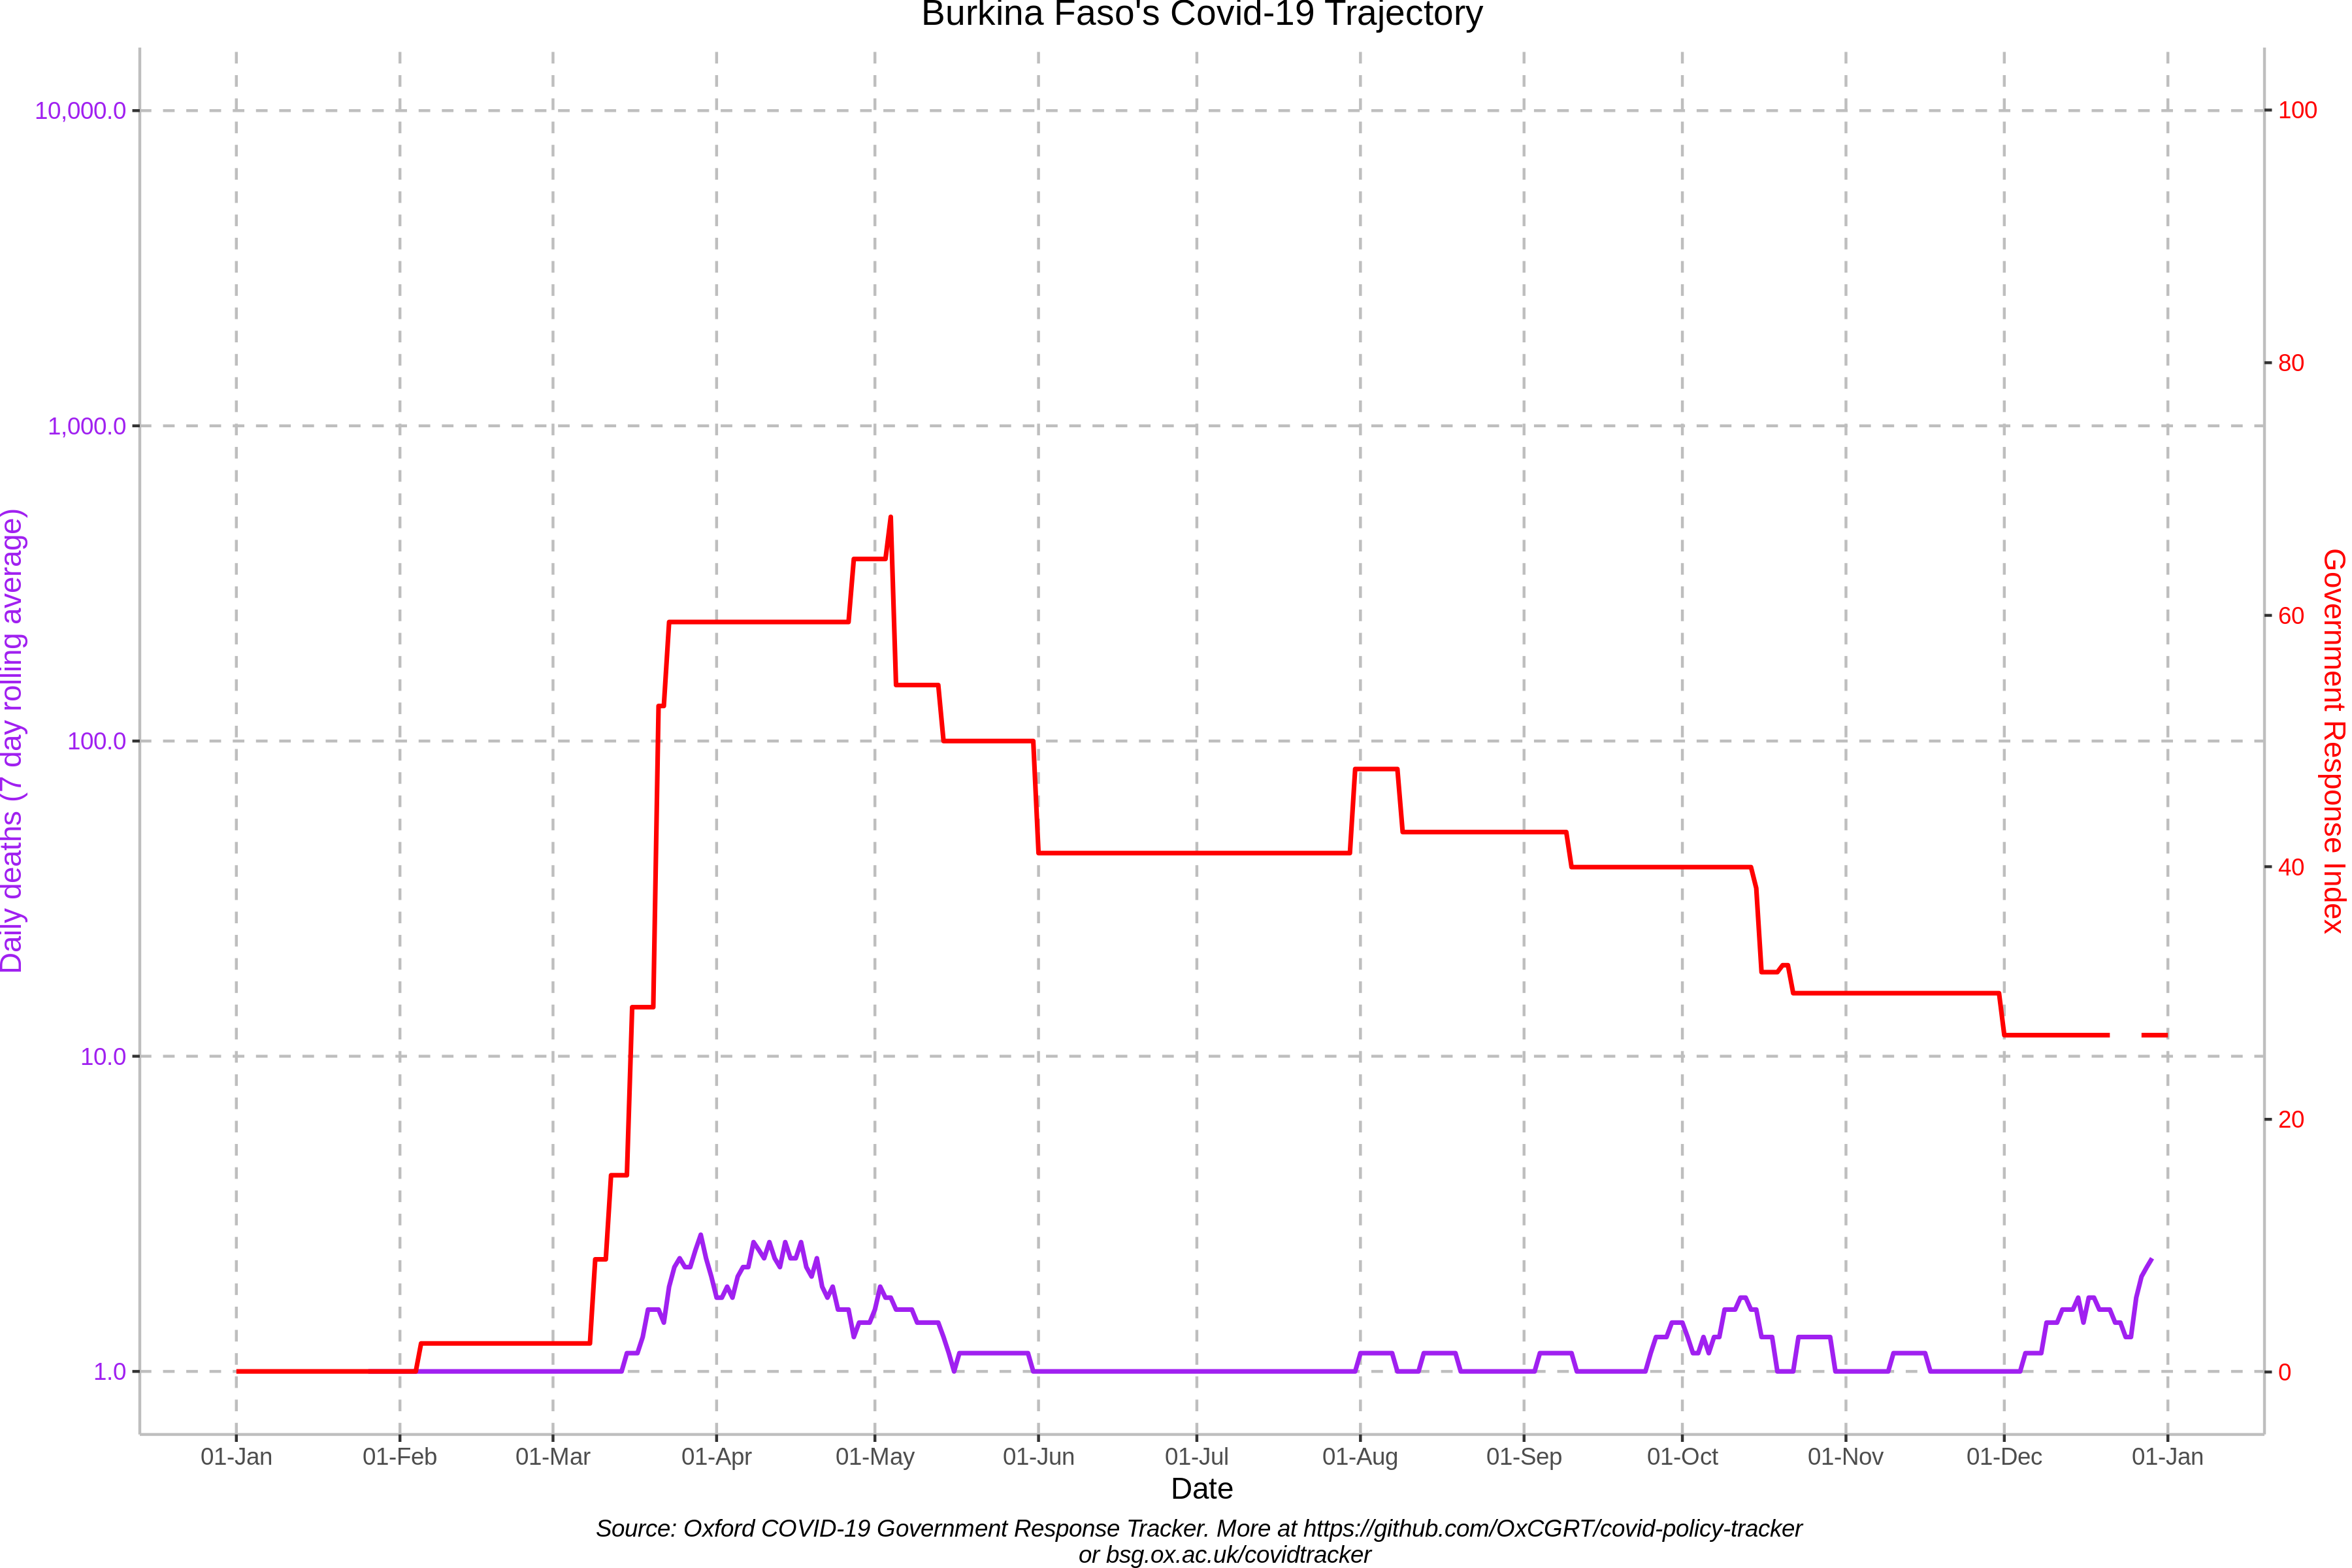 Burkina Faso's Covid-19 Trajectory
Daily deaths (7 day rolling average)
10,000.0
1,000.0
100.0
10.0
1.0
100
80
60
40
20
0
Government Response Index
01-Jan 01-Feb 01-Mar 01-Apr 01-May 01-Jun 01-Jul 01-Aug 01-Sep 01-Oct 01-Nov 01-Dec 01-Jan
Date
Source: Oxford COVID-19 Government Response Tracker. More at https://github.com/OxCGRT/covid-policy-tracker
or bsg.ox.ac.uk/covidtracker